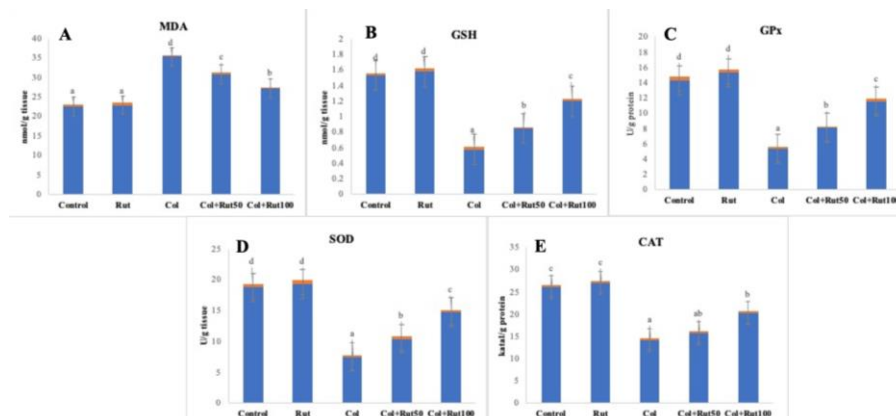 A
MDA
nmol/g tissue
40
35
30
25
20
15
10
5
0
a
a
d
c
b
Control
Rut
Col
Col+Rut50
Col+Rut100
B
GSH
nmol/g tissue
2
1.8
1.6
1.4
1.2
1
0.8
0.6
0.4
0.2
0
d
d
a
b
c
Control
Rut
Col
Col+Rut50
Col+Rut100
C
GPx
U/g protein
20
18
16
14
12
10
8
6
4
2
0
d
d
a
b
c
Control
Rut
Col
Col+Rut50
Col+Rut100
D
SOD
U/g tissue
25
20
15
10
5
0
d
d
a
b
c
Control
Rut
Col
Col+Rut50
Col+Rut100
E
CAT
katal/g protein
35
30
25
20
15
10
5
0
c
c
a
ab
b
Control
Rut
Col
Col+Rut50
Col+Rut100